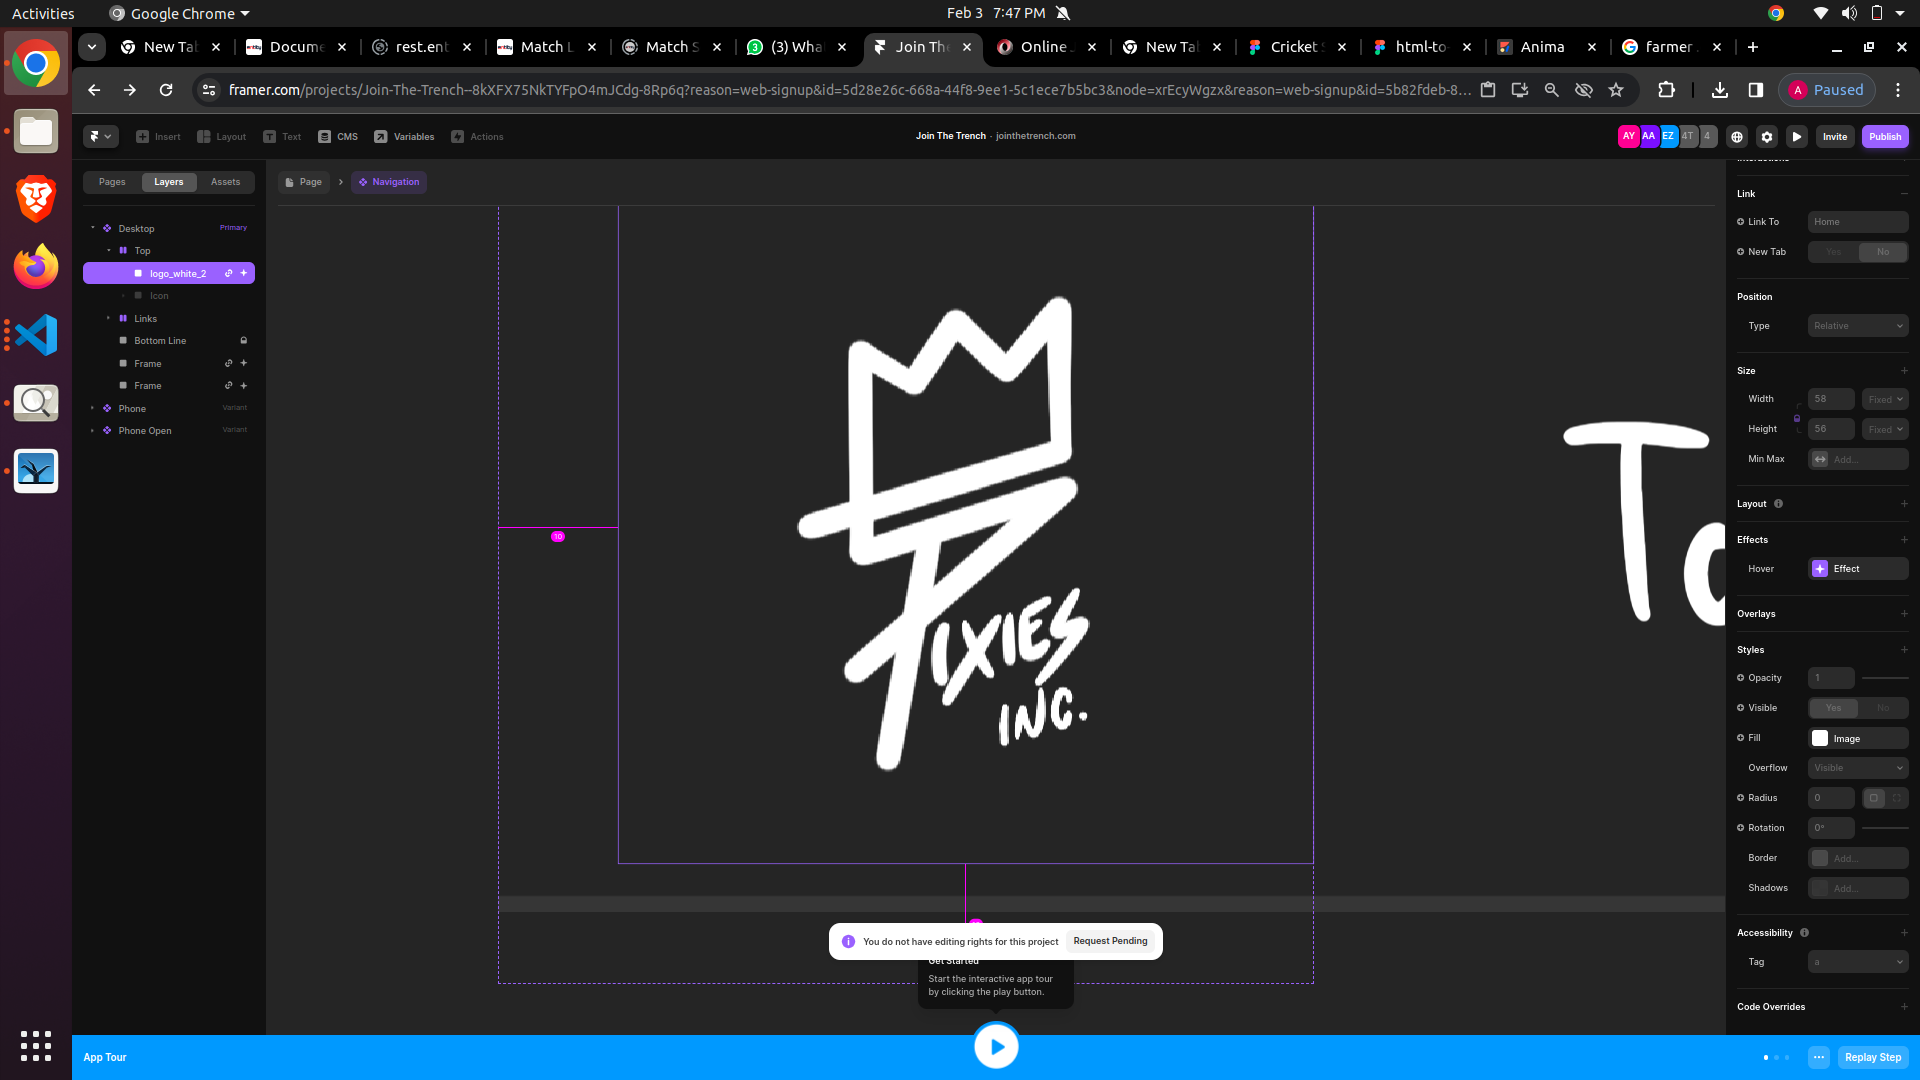 Activities
Google Chrome
Feb 3 7:47 PM
New Ta
Docume
rest.en
Match L
Match S
(3) Wha
Join The
Online
New Ta
Cricket
html-to
Anima
farmer
framer.com/projects/Join-The-Trench--8kXFX75NkTYFpO4mJCdg-8Rp6q?reason=web-signup&id=5d28e26c-668a-44f8-9ee1-5c1ece7b5bc3&node=xrEcyWgzx&reason=web-signup&id=5b82fdeb-8...
A Paused
Insert
Layout
Text
CMS
Variables
Actions
Join The Trench · jointhetrench.com
AY AA EZ 4T 4
Invite
Publish
Pages
Layers
Assets
Page
Navigation
Desktop
Primary
Top
logo_white_2
Icon
Links
Bottom Line
Frame
Frame
Phone
Variant
Phone Open
Variant
10
PIXIES
INC.
To
Link
Link To
Home
New Tab
Yes
No
Position
Type
Relative
Size
Width
58
Fixed
Height
56
Fixed
Min Max
Add...
Layout
Effects
Hover
Effect
Overlays
Styles
Opacity
1
Visible
Yes
No
Fill
Image
Overflow
Visible
Radius
0
Rotation
0°
Border
Add...
Shadows
Add...
Accessibility
Tag
a
Code Overrides
You do not have editing rights for this project
Request Pending
Get Started
Start the interactive app tour
by clicking the play button.
App Tour
Replay Step